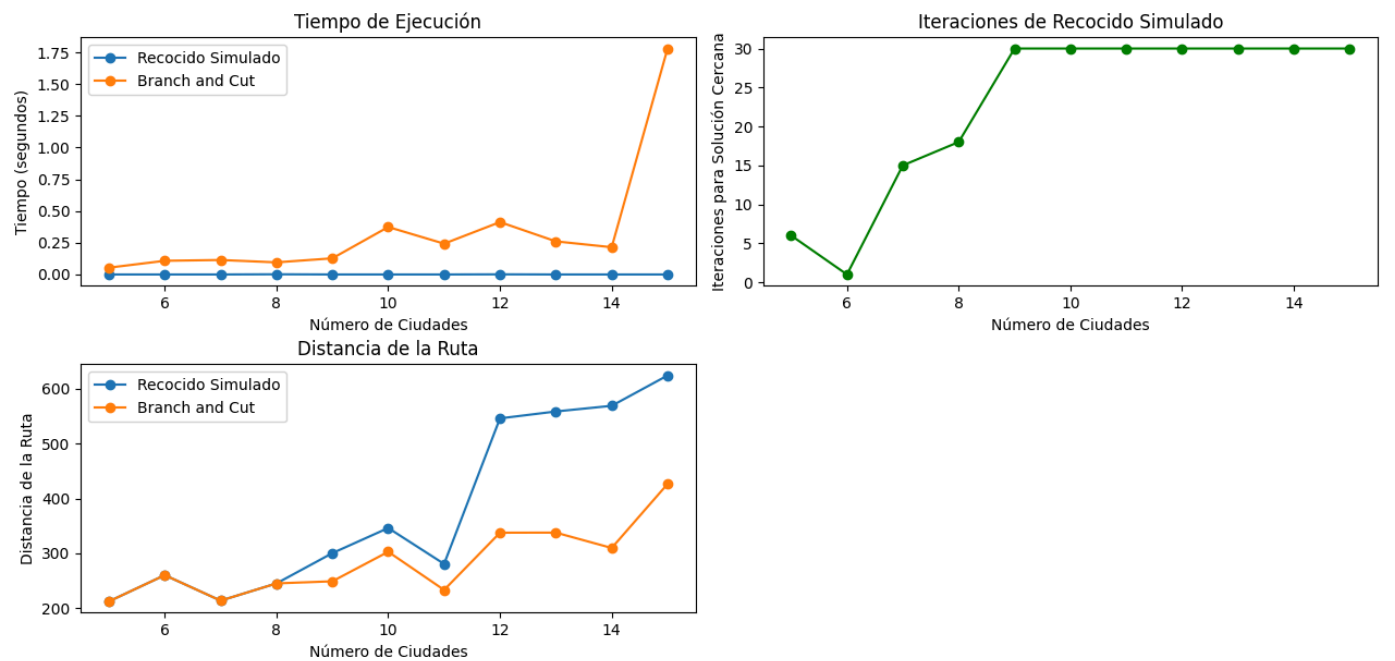 Tiempo de Ejecución
Tiempo (segundos)
1.75
1.50
1.25
1.00
0.75
0.50
0.25
0.00
Recocido Simulado
Branch and Cut
6
8
10
12
14
Número de Ciudades
Iteraciones de Recocido Simulado
Iteraciones para Solución Cercana
30
25
20
15
10
5
0
6
8
10
12
14
Número de Ciudades
Distancia de la Ruta
Distancia de la Ruta
600
500
400
300
200
Recocido Simulado
Branch and Cut
6
8
10
12
14
Número de Ciudades